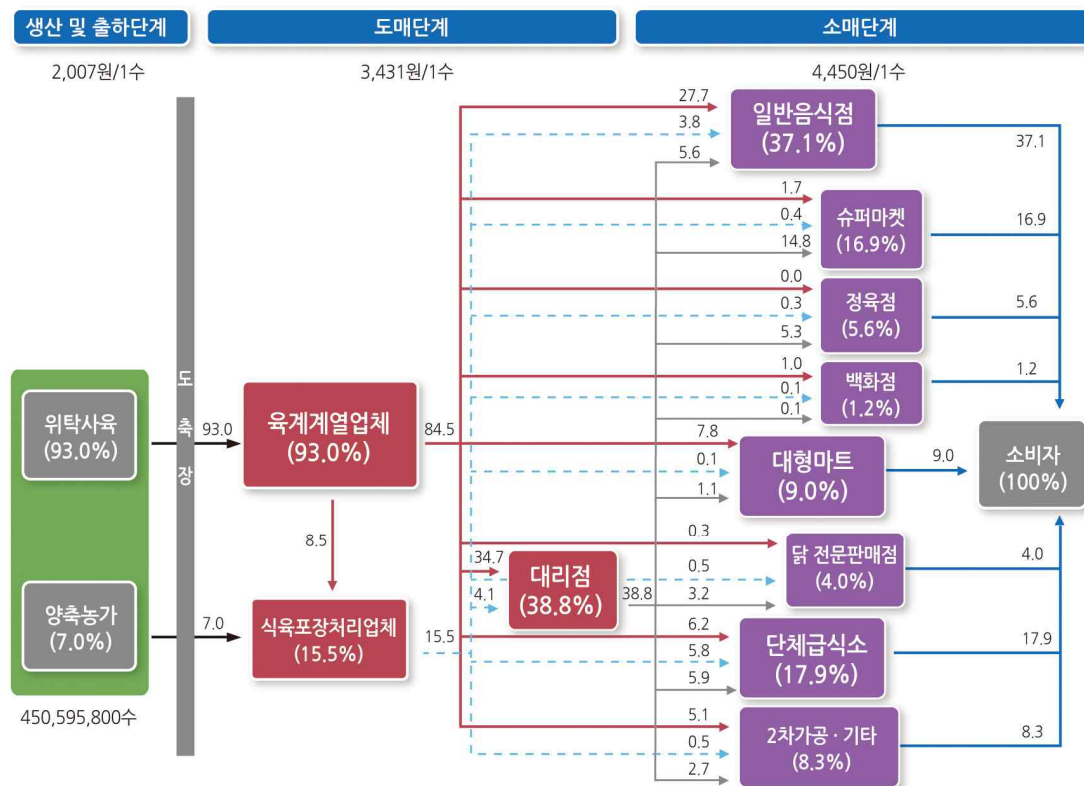 생산 및 출하단계
도매단계
소매단계
2,007원/1수
3,431원/1수
4,450원/1수
도축장
위탁사육
(93.0%)
양축농가
(7.0%)
450,595,800수
93.0
7.0
육계계열업체
(93.0%)
84.5
8.5
식육포장처리업체
(15.5%)
15.5
34.7
4.1
대리점
(38.8%)
38.8
27.7
3.8
5.6
일반음식점
(37.1%)
37.1
1.7
0.4
14.8
슈퍼마켓
(16.9%)
16.9
0.0
0.3
5.3
정육점
(5.6%)
5.6
1.0
0.1
0.1
백화점
(1.2%)
1.2
7.8
0.1
1.1
대형마트
(9.0%)
9.0
소비자
(100%)
0.3
0.5
3.2
닭 전문판매점
(4.0%)
4.0
6.2
5.8
5.9
단체급식소
(17.9%)
17.9
5.1
0.5
2.7
2차가공·기타
(8.3%)
8.3